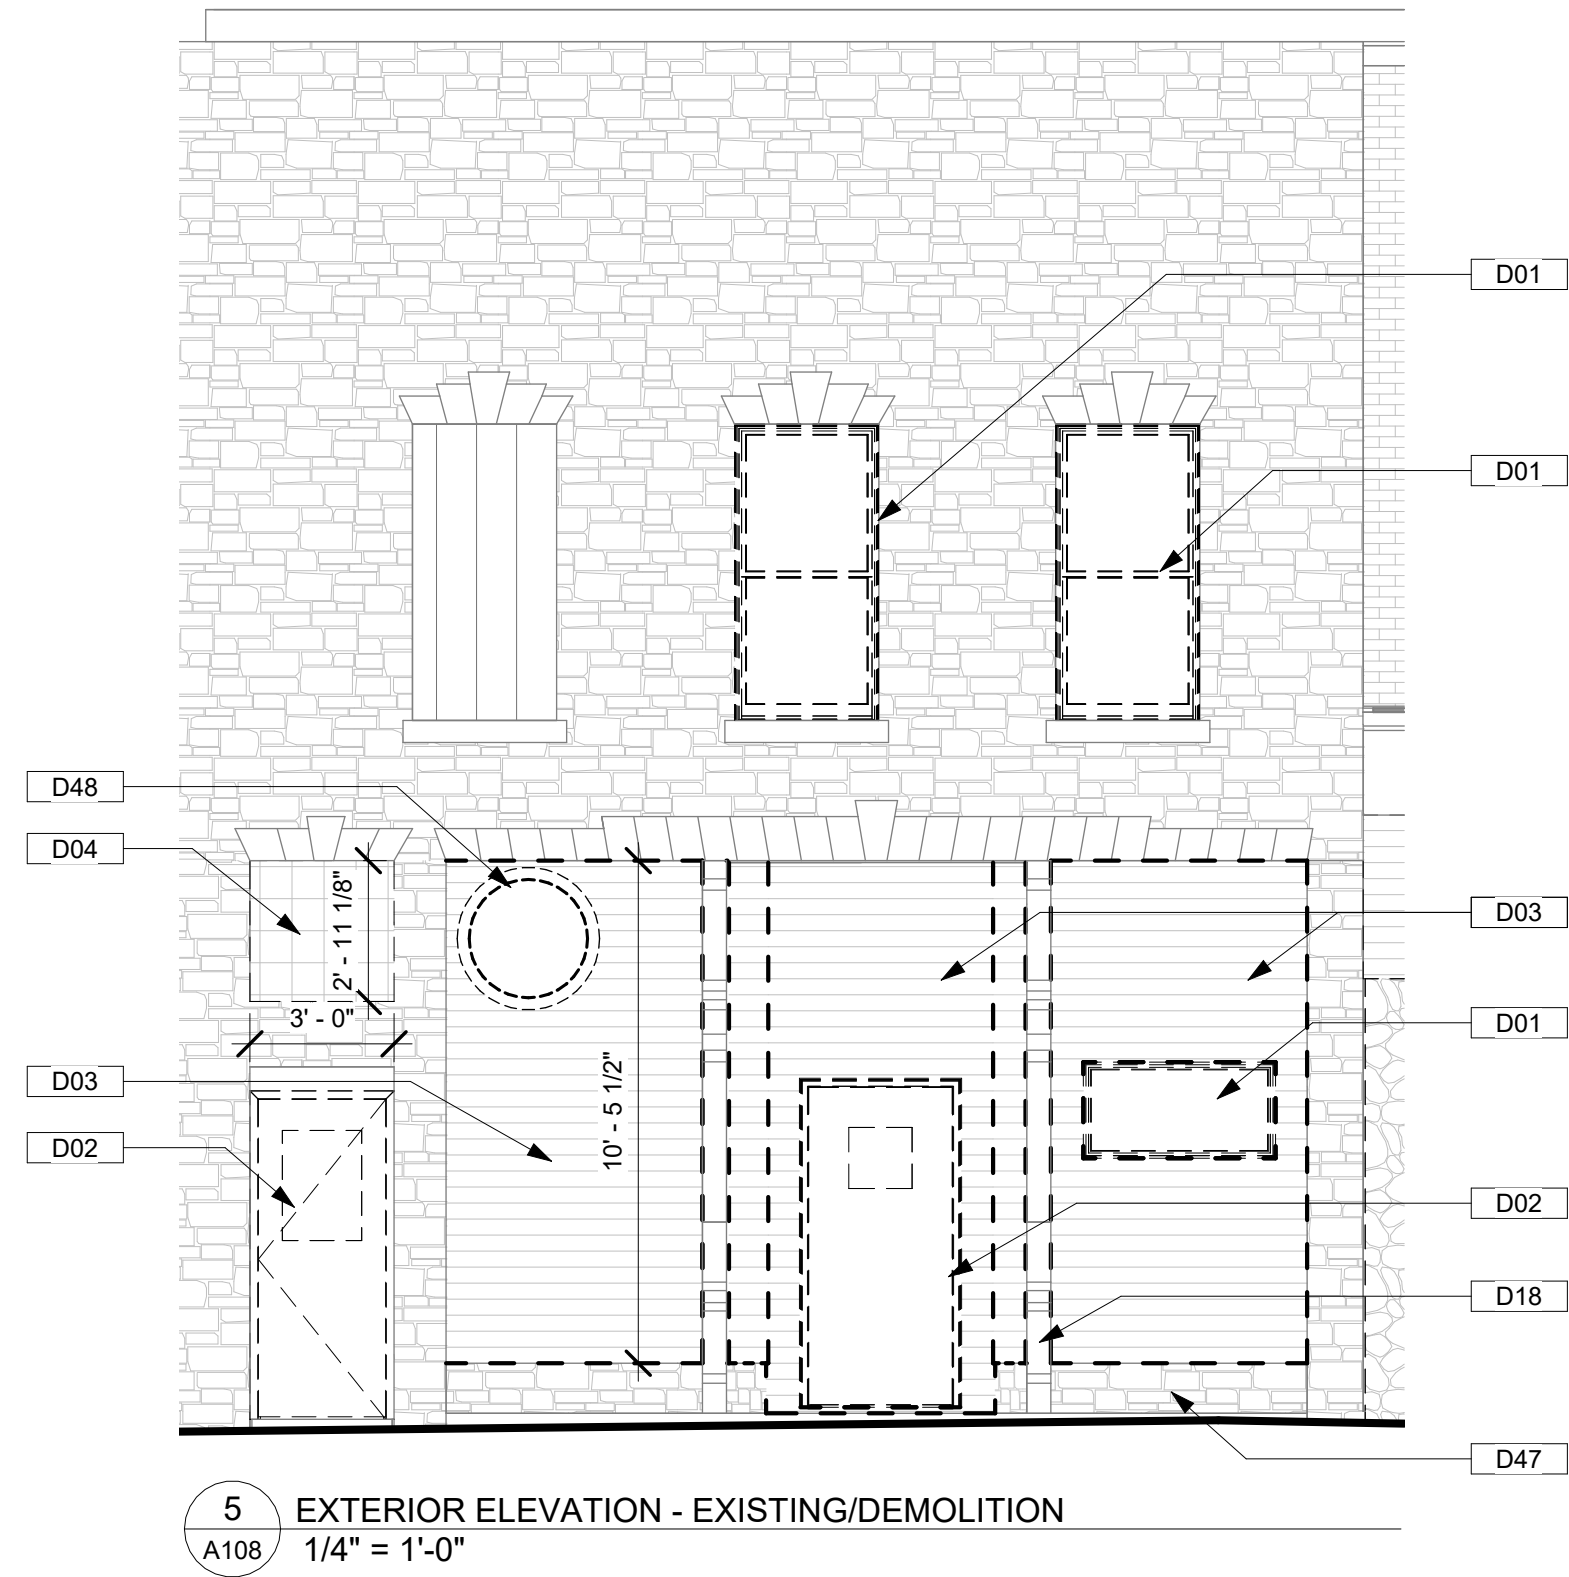 D01
D01
D48
D04
2' - 11 1/8"
D03
3' - 0"
D01
10' - 5 1/2"
D03
D02
D02
D18
D47
5
A108
EXTERIOR ELEVATION - EXISTING/DEMOLITION
1/4" = 1'-0"